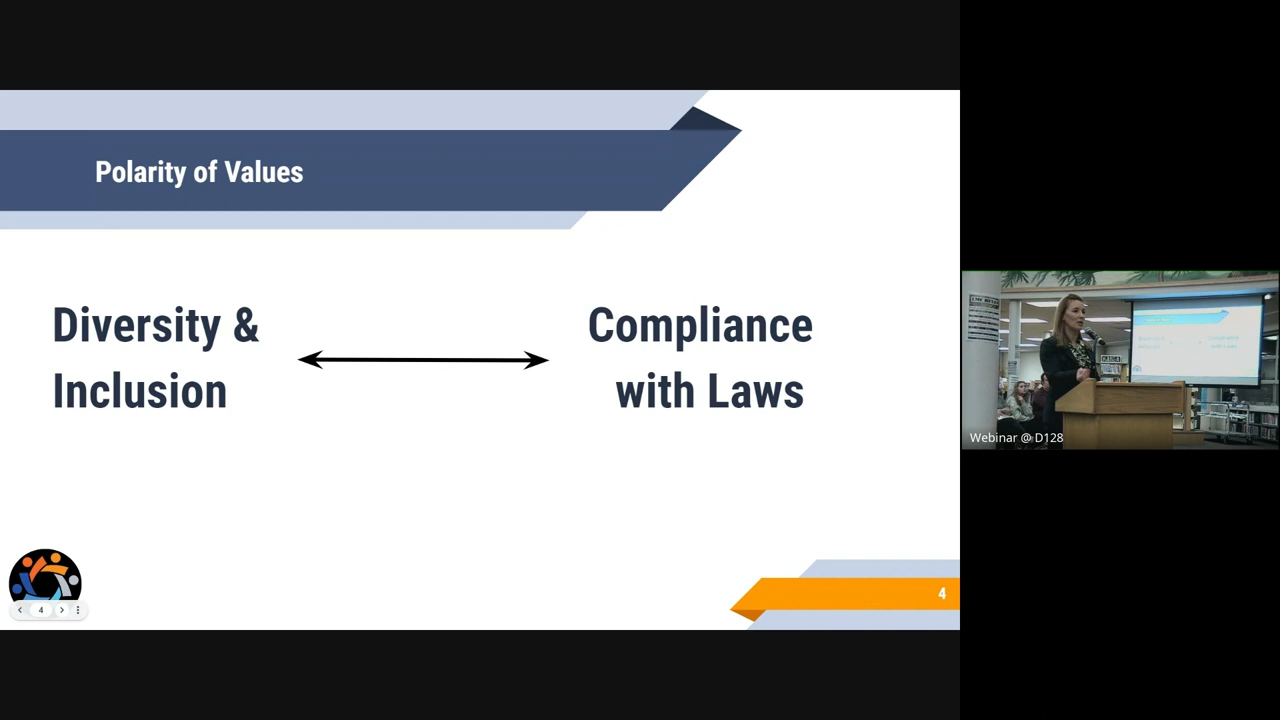 Polarity of Values
Diversity &
Inclusion
Compliance
with Laws
4
4
Webinar @ D128